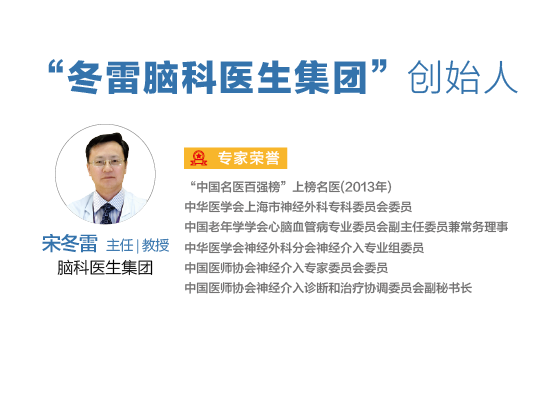 “冬雷脑科医生集团”创始人
专家荣誉
“中国名医百强榜”上榜名医(2013年)
中华医学会上海市神经外科专科委员会委员
中国老年学学会心脑血管病专业委员会副主任委员兼常务理事
中华医学会神经外科分会神经介入专业组委员
中国医师协会神经介入专家委员会委员
中国医师协会神经介入诊断和治疗协调委员会副秘书长
宋冬雷 主任|教授
脑科医生集团